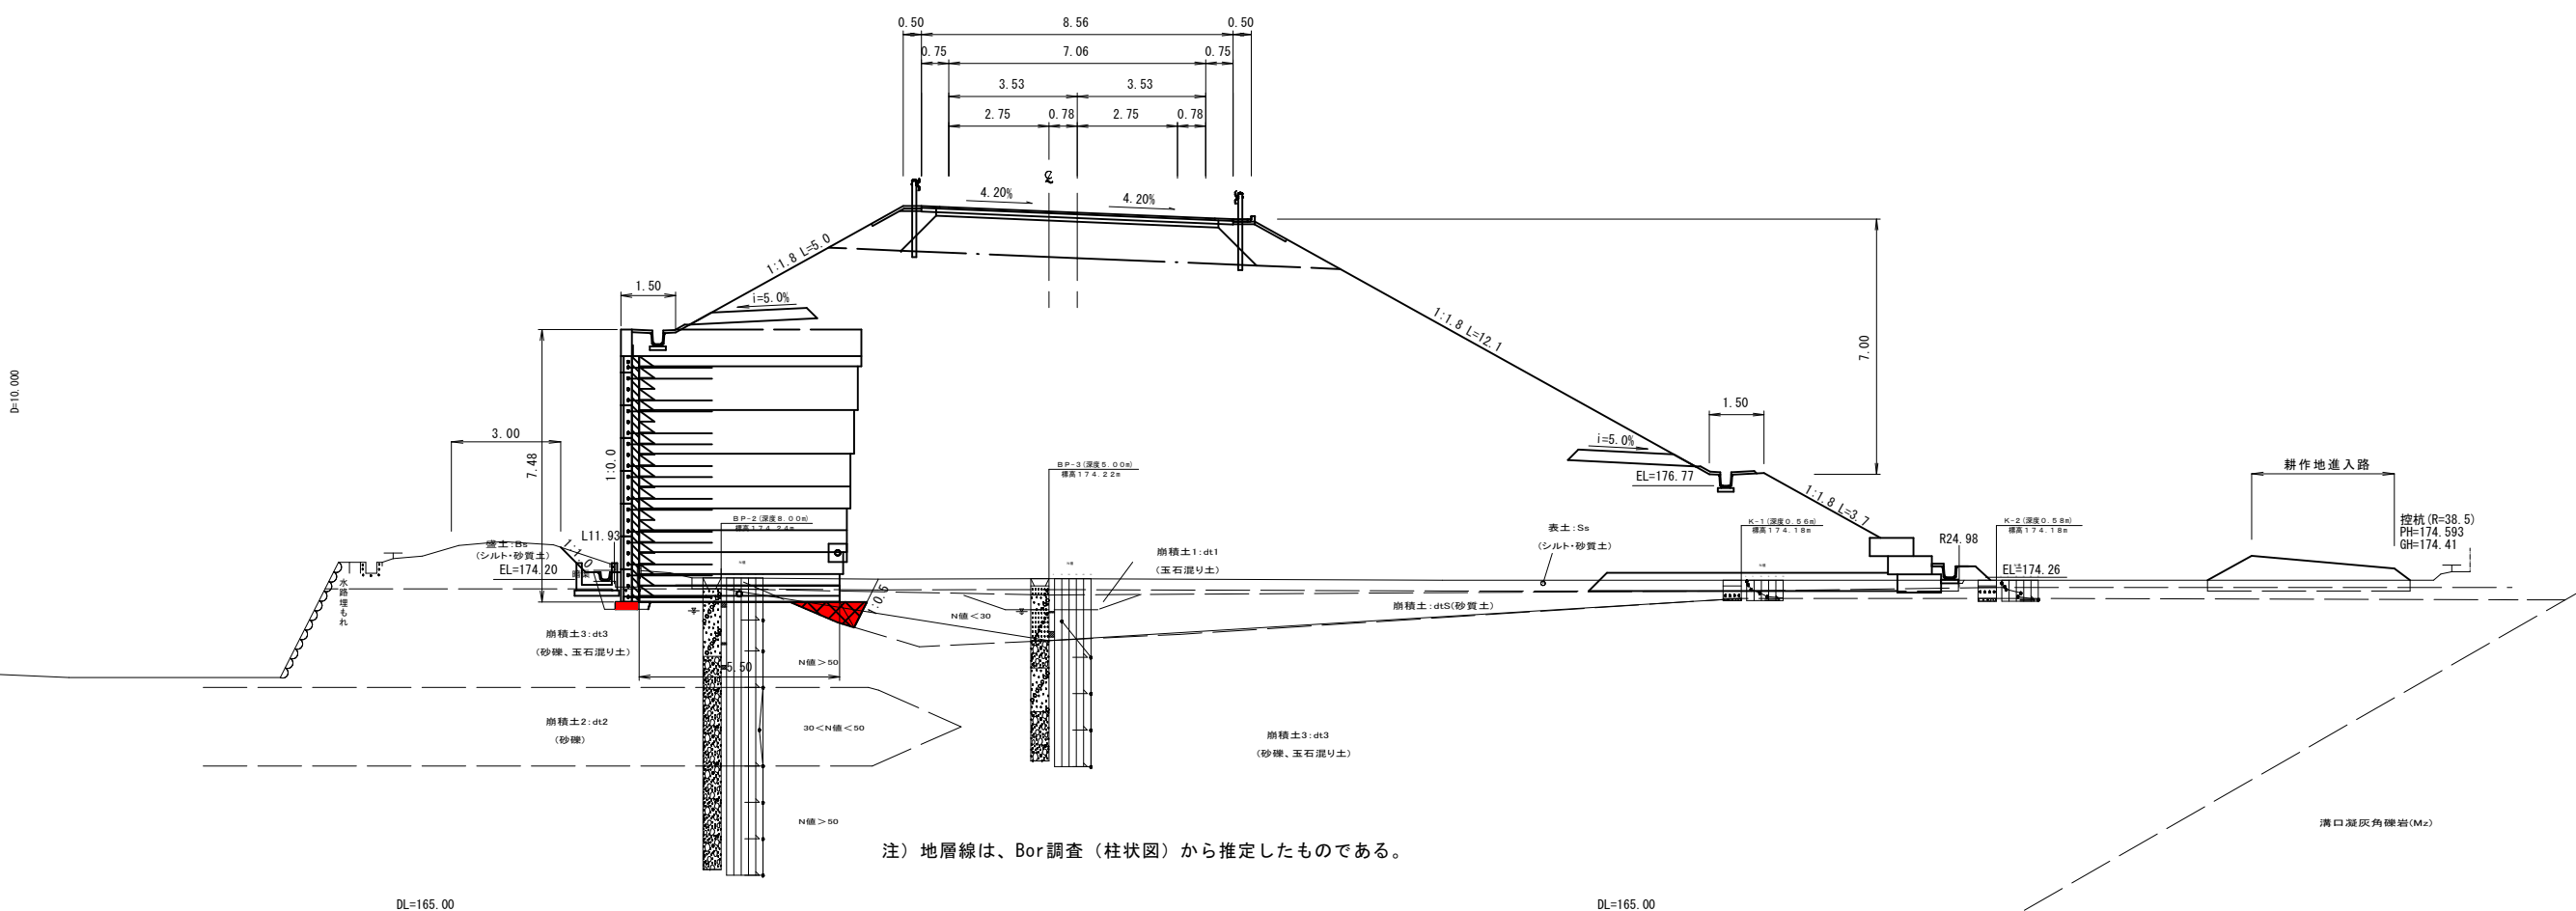 0.50 8.56 0.50
0.75 7.06 0.75
3.53 3.53
2.75 0.78 2.75 0.78
4.20% 4.20%
1:1.8 L=5.0
1.50
i=5.0%
1:1.8 L=12.1
7.00
D=10.000
3.00
7.48
1:0.0
1.50
i=5.0%
EL=176.77
1:1.8 L=3.7
耕作地進入路
BP-3(深度5.00m)
標高174.22m
BP-2(深度8.00m)
標高174.24m
L11.93
盛土:Bs
(シルト・砂質土)
1:1.0
EL=174.20
水路埋もれ
崩積土1:dt1
(玉石混り土)
表土:Ss
(シルト・砂質土)
K-1(深度0.56m)
標高174.18m
R24.98
K-2(深度0.58m)
標高174.18m
EL=174.26
控杭(R=38.5)
PH=174.593
GH=174.41
1:0.5
N値<30
崩積土:dtS(砂質土)
崩積土3:dt3
(砂礫、玉石混り土)
N値>50
5.50
崩積土2:dt2
(砂礫)
30<N値<50
崩積土3:dt3
(砂礫、玉石混り土)
N値>50
溝口凝灰角礫岩(Mz)
注）地層線は、Bor調査（柱状図）から推定したものである。
DL=165.00 DL=165.00